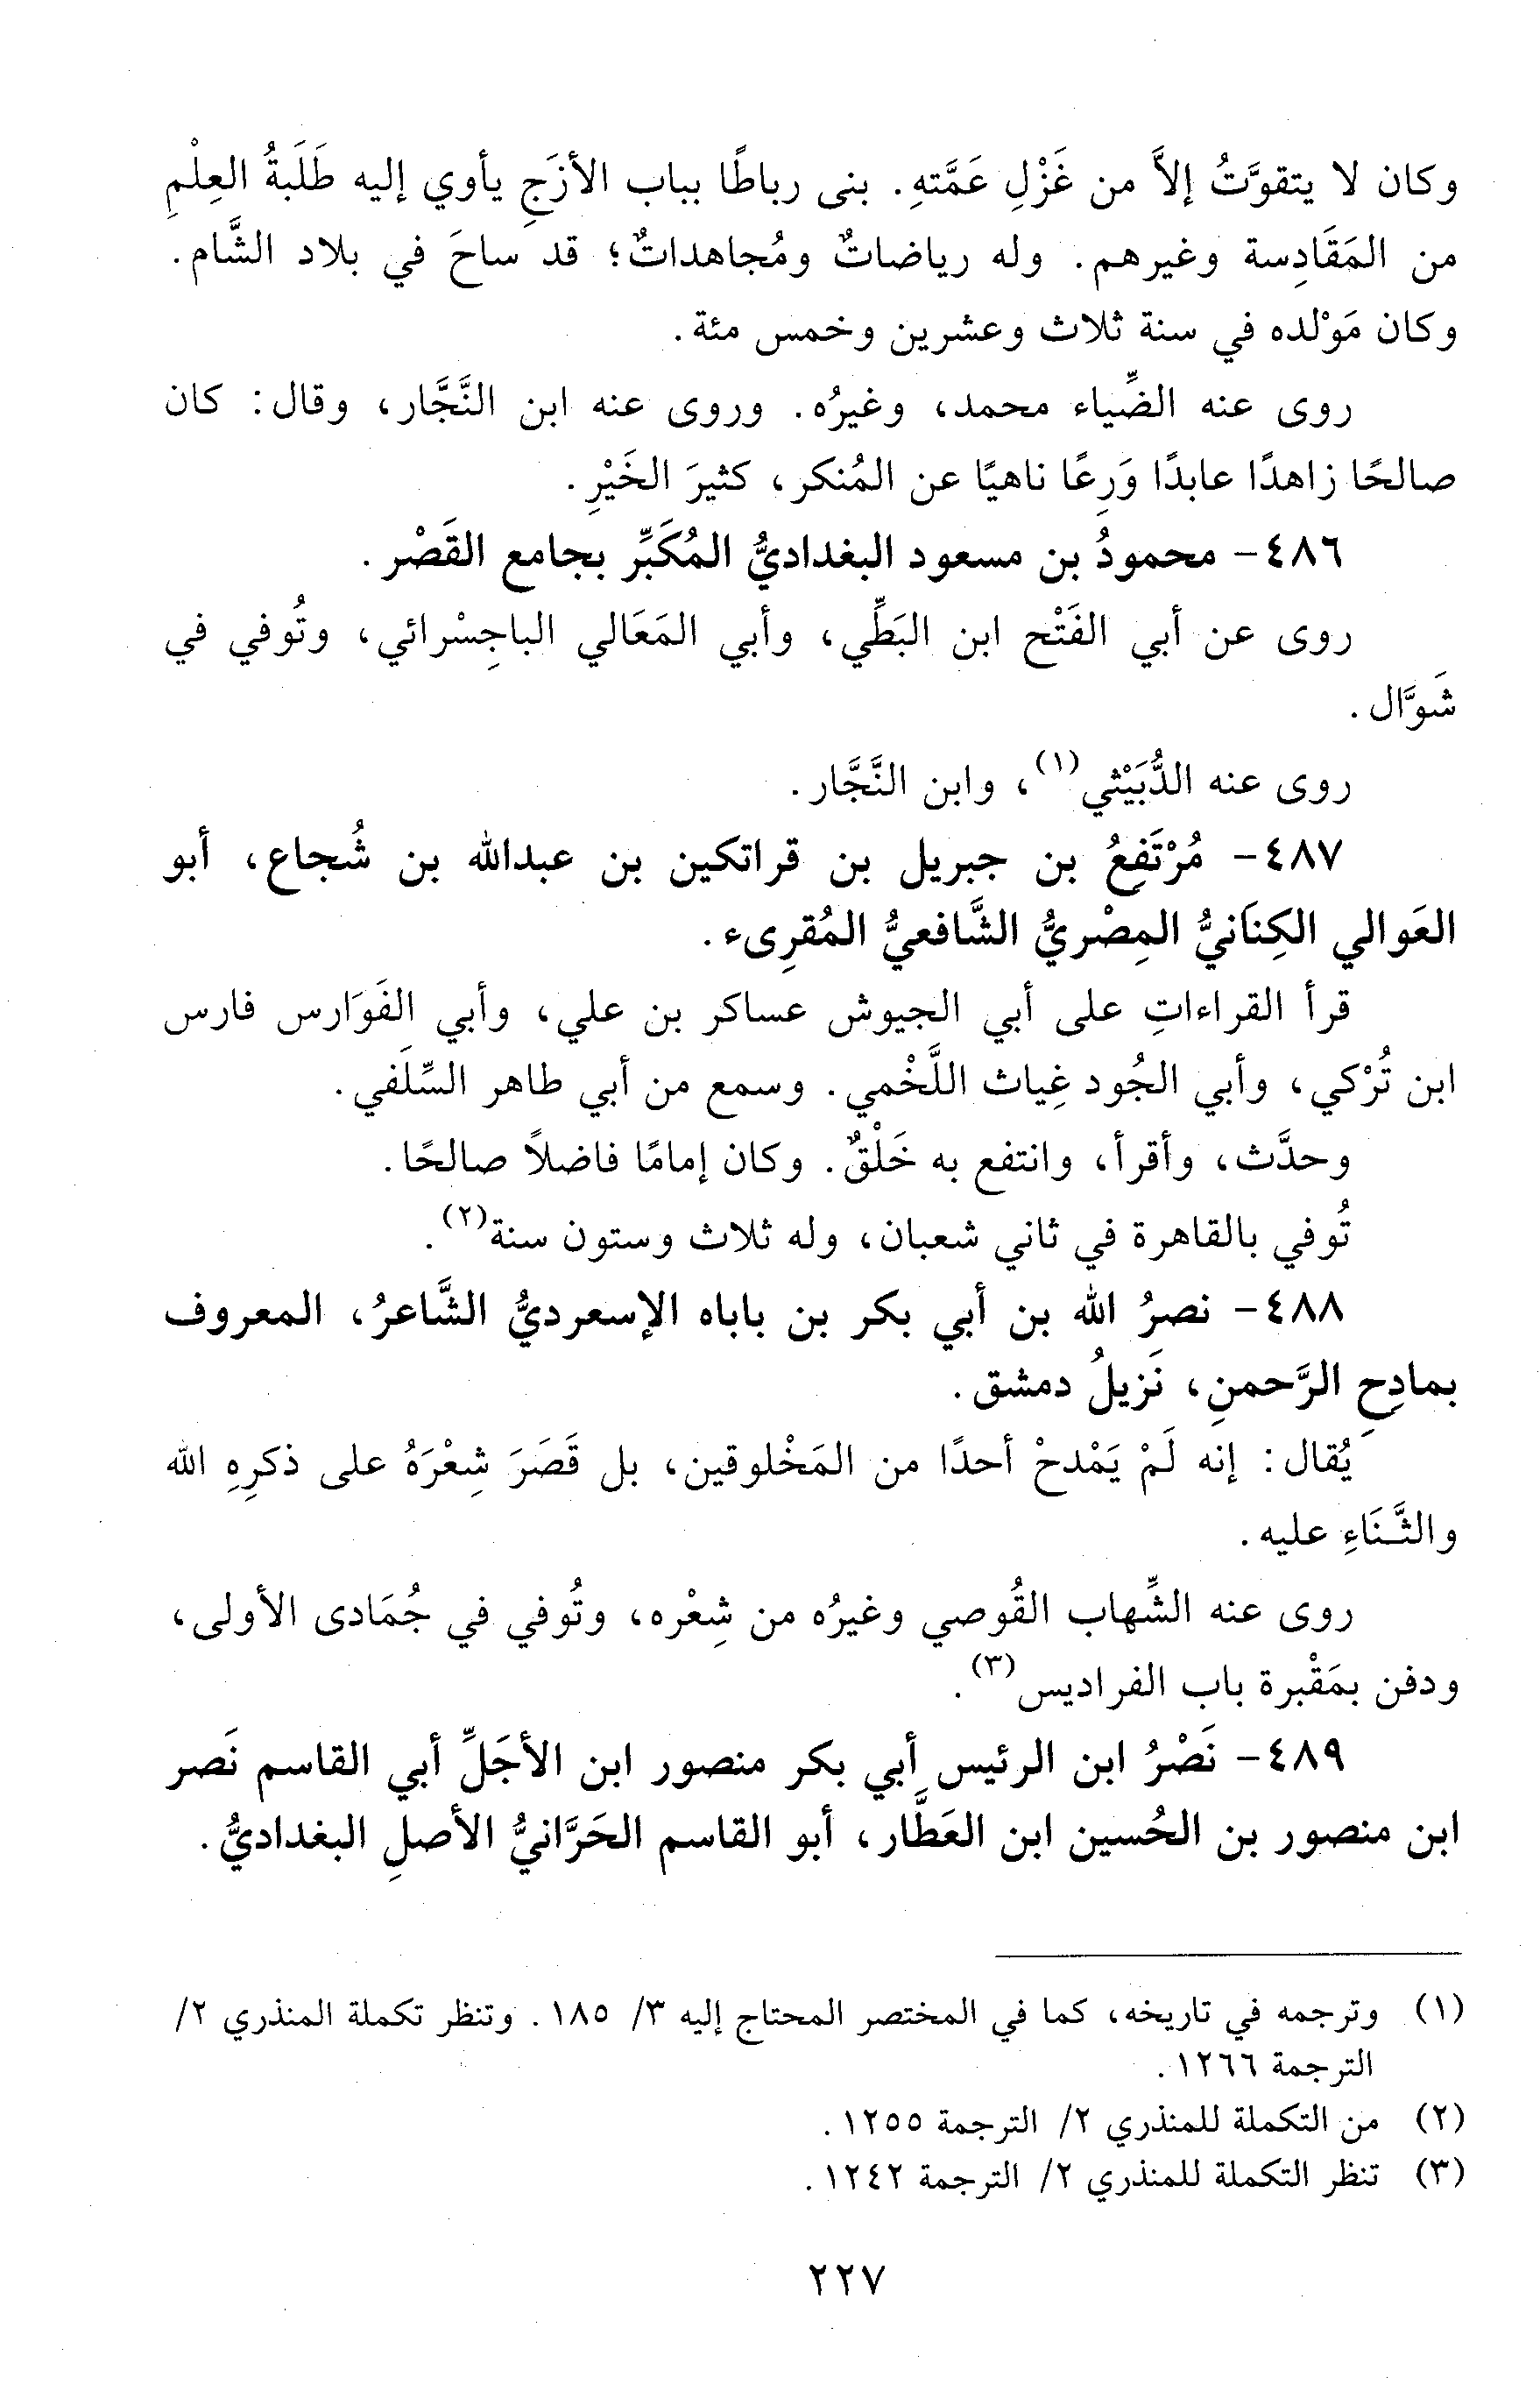 وكان لا يتقوَّتُ إلاَّ من غَزْلِ عَمَّتهِ. بنى رباطًا بباب الأزَجِ يأوي إليه طَلَبةُ العِلْمِ
من المَقَادِسة وغيرهم. وله رياضاتٌ ومُجاهداتٌ؛ قد ساحَ في بلاد الشَّام.
وكان مَوْلده في سنة ثلاث وعشرين وخمس مئة.
روى عنه الضِّياء محمد، وغيرُه. وروى عنه ابن النَّجَّار، وقال: كان
صالحًا زاهدًا عابدًا وَرِعًا ناهيًا عن المُنكر، كثيرَ الخَيْرِ.
٤٨٦- محمودُ بن مسعود البغداديُّ المُكَبِّر بجامع القَصْر.
روى عن أبي الفَتْح ابن البَطِّي، وأبي المَعَالي الباجِسْرائي، وتُوفي في
شَوَّال.
روى عنه الدُّبَيْثي(١)، وابن النَّجَّار.
٤٨٧- مُرْتَفِعُ بن جبريل بن قراتكين بن عبدالله بن شُجاع، أبو
العَوالي الكِنَانيُّ المِصْريُّ الشَّافعيُّ المُقرِىء.
قرأ القراءاتِ على أبي الجيوش عساكر بن علي، وأبي الفَوَارس فارس
ابن تُرْكي، وأبي الجُود غِياث اللَّخْمي. وسمع من أبي طاهر السِّلَفي.
وحدَّث، وأقرأ، وانتفع به خَلْقٌ. وكان إمامًا فاضلاً صالحًا.
تُوفي بالقاهرة في ثاني شعبان، وله ثلاث وستون سنة(٢).
٤٨٨- نصرُ الله بن أبي بكر بن باباه الإسعرديُّ الشَّاعرُ، المعروف
بمادِحِ الرَّحمنِ، نَزيلُ دمشق.
يُقال: إنه لَمْ يَمْدحْ أحدًا من المَخْلوقين، بل قَصَرَ شِعْرَهُ على ذكرِهِ الله
والثَّـنَاءِ عليه.
روى عنه الشِّهاب القُوصي وغيرُه من شِعْره، وتُوفي في جُمَادى الأولى،
ودفن بمَقْبرة باب الفراديس(٣).
٤٨٩- نَصْرُ ابن الرئيس أبي بكر منصور ابن الأجَلِّ أبي القاسم نَصر
ابن منصور بن الحُسين ابن العَطَّار، أبو القاسم الحَرَّانيُّ الأصلِ البغداديُّ.
(١) وترجمه في تاريخه، كما في المختصر المحتاج إليه ٣/ ١٨٥. وتنظر تكملة المنذري ٢/
الترجمة ١٢٦٦.
(٢) من التكملة للمنذري ٢/ الترجمة ١٢٥٥.
(٣) تنظر التكملة للمنذري ٢/ الترجمة ١٢٤٢.
٢٢٧